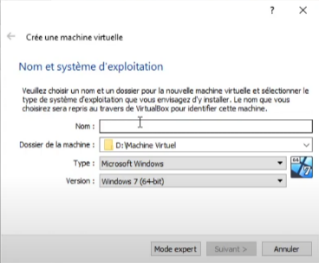 ?
Crée une machine virtuelle
Nom et système d'exploitation
Veuillez choisir un nom et un dossier pour la nouvelle machine virtuelle et sélectionner le
type de système d'exploitation que vous envisagez d'installer. Le nom que vous
choisirez sera repris au travers de VirtualBox pour identifier cette machine.
Nom :
Dossier de la machine : D:\Machine Virtuel
Type : Microsoft Windows
Version : Windows 7 (64-bit)
Mode expert Suivant > Annuler